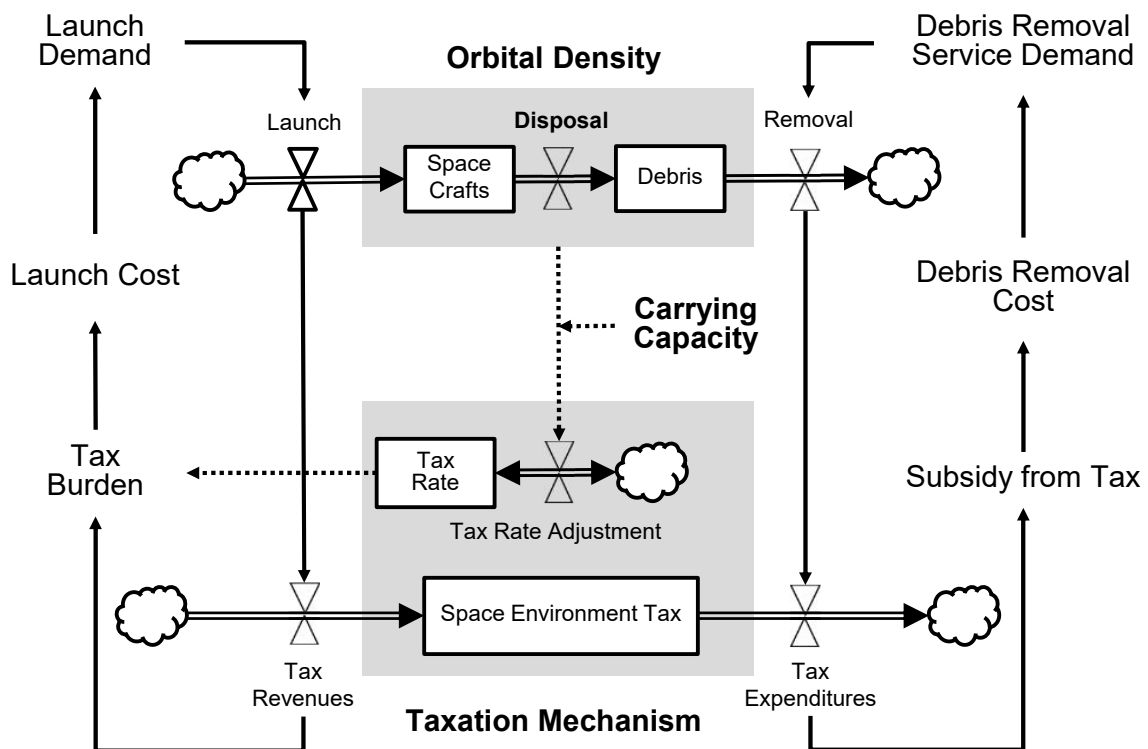 Launch
Demand
Orbital Density
Debris Removal
Service Demand
Launch
Disposal
Removal
Space
Crafts
Debris
Launch Cost
Carrying
Capacity
Debris Removal
Cost
Tax
Burden
Tax
Rate
Subsidy from Tax
Tax Rate Adjustment
Space Environment Tax
Tax
Revenues
Tax
Expenditures
Taxation Mechanism